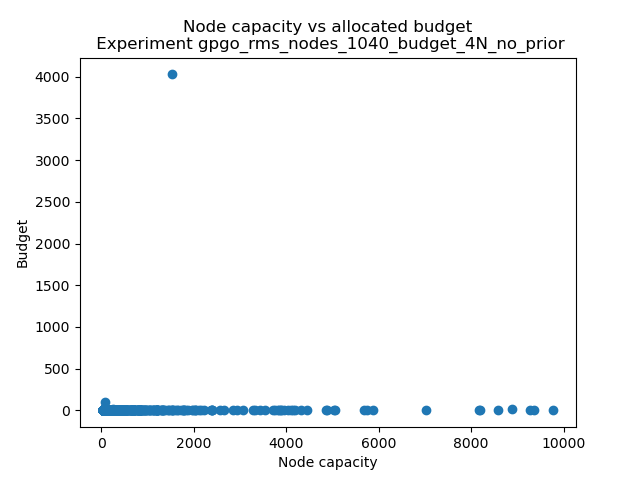 Node capacity vs allocated budget
Experiment gpgo_rms_nodes_1040_budget_4N_no_prior
4000
3500
3000
2500
2000
1500
1000
500
0
Budget
0 2000 4000 6000 8000 10000
Node capacity